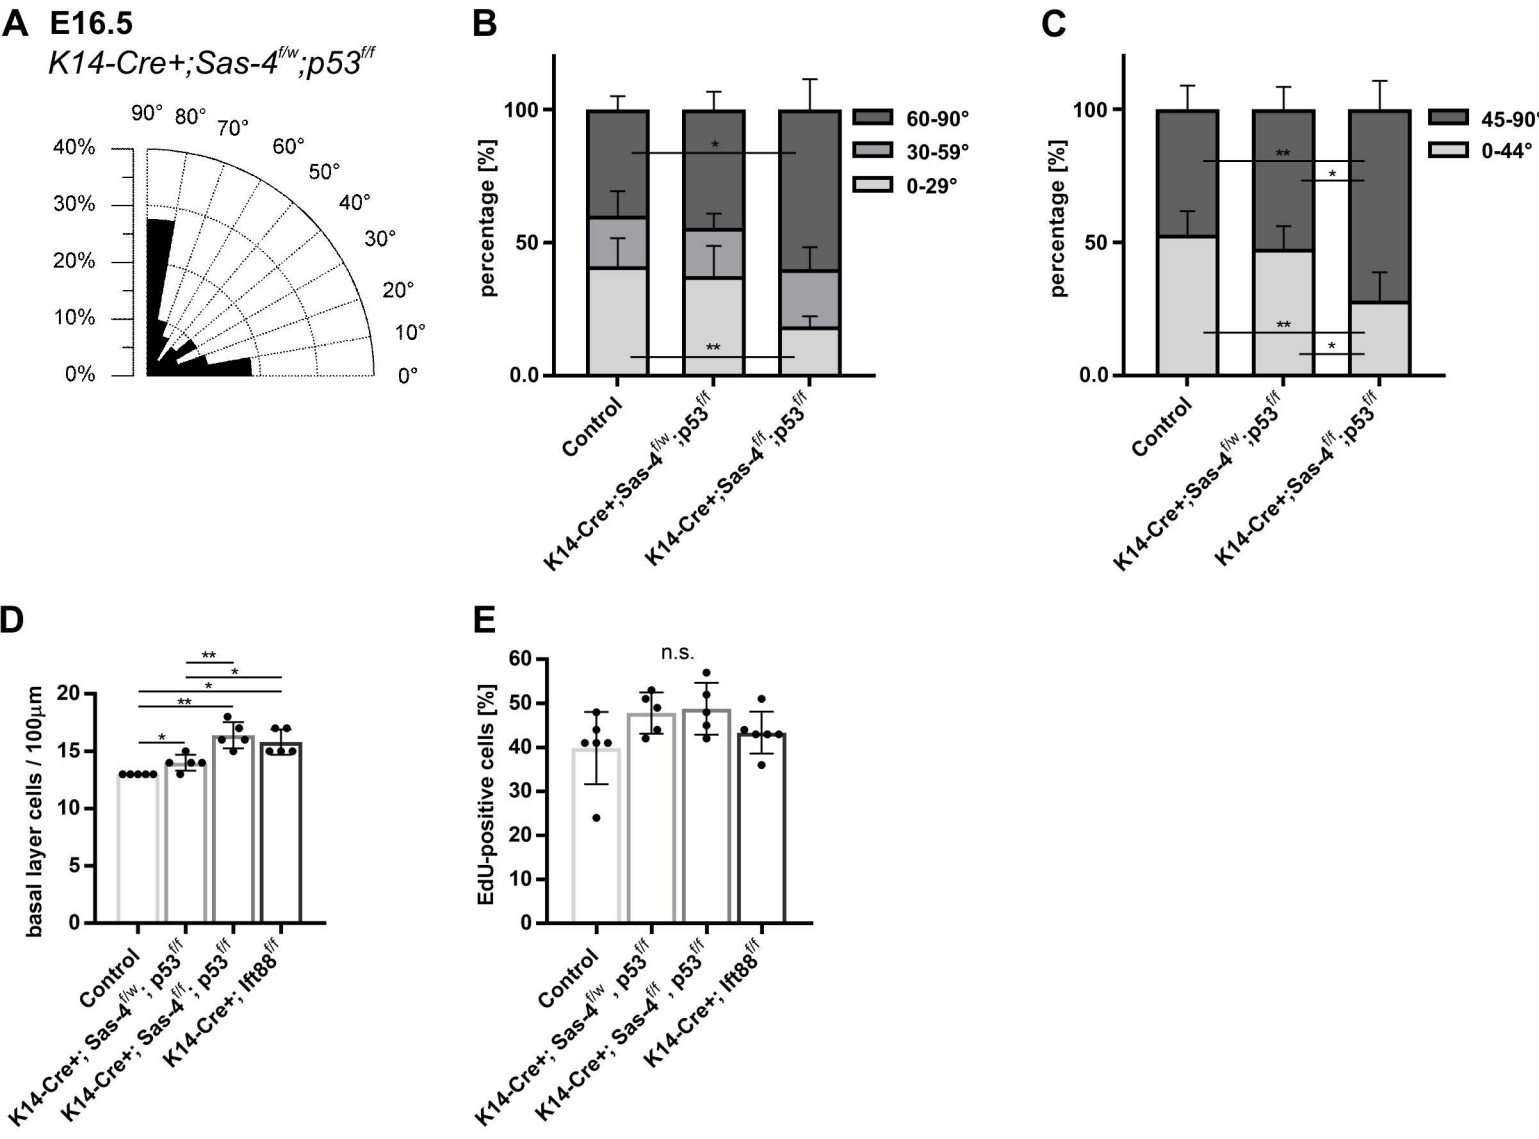 A E16.5
K14-Cre+;Sas-4f/w;p53f/f
90° 80° 70° 60° 50° 40° 30° 20° 10° 0°
40%
30%
20%
10%
0%
B
percentage [%]
100
50
0.0
*
**
60-90°
30-59°
0-29°
Control
K14-Cre+;Sas-4f/w;p53f/f
K14-Cre+;Sas-4f/f;p53f/f
C
percentage [%]
100
50
0.0
**
*
**
*
45-90°
0-44°
Control
K14-Cre+;Sas-4f/w;p53f/f
K14-Cre+;Sas-4f/f;p53f/f
D
basal layer cells / 100µm
20
15
10
5
0
**
*
*
**
*
Control
K14-Cre+; Sas-4f/w; p53f/f
K14-Cre+; Sas-4f/f; p53f/f
K14-Cre+; Ift88f/f
E
EdU-positive cells [%]
60
50
40
30
20
10
0
n.s.
Control
K14-Cre+; Sas-4f/w, p53f/f
K14-Cre+; Sas-4f/f, p53f/f
K14-Cre+; Ift88f/f